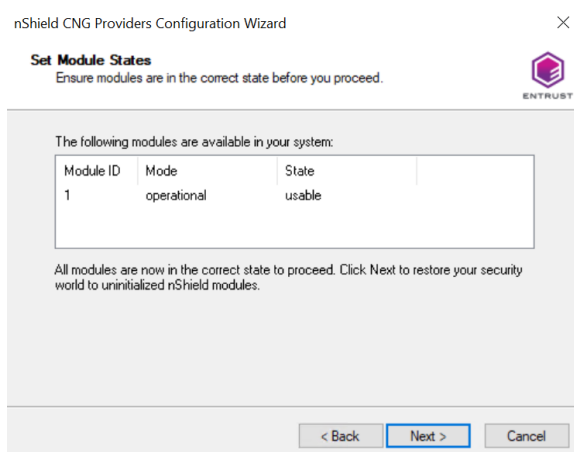 nShield CNG Providers Configuration Wizard
Set Module States
Ensure modules are in the correct state before you proceed.
ENTRUST
The following modules are available in your system:
Module ID Mode State
1 operational usable
All modules are now in the correct state to proceed. Click Next to restore your security
world to uninitialized nShield modules.
< Back Next > Cancel